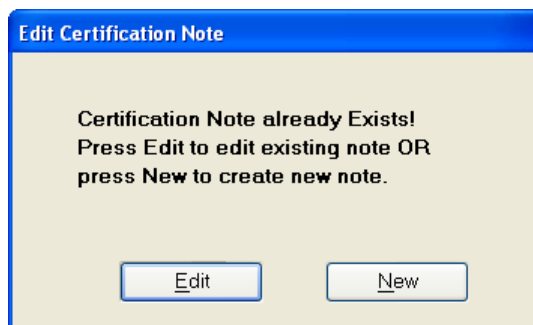 Edit Certification Note
Certification Note already Exists!
Press Edit to edit existing note OR
press New to create new note.
Edit New